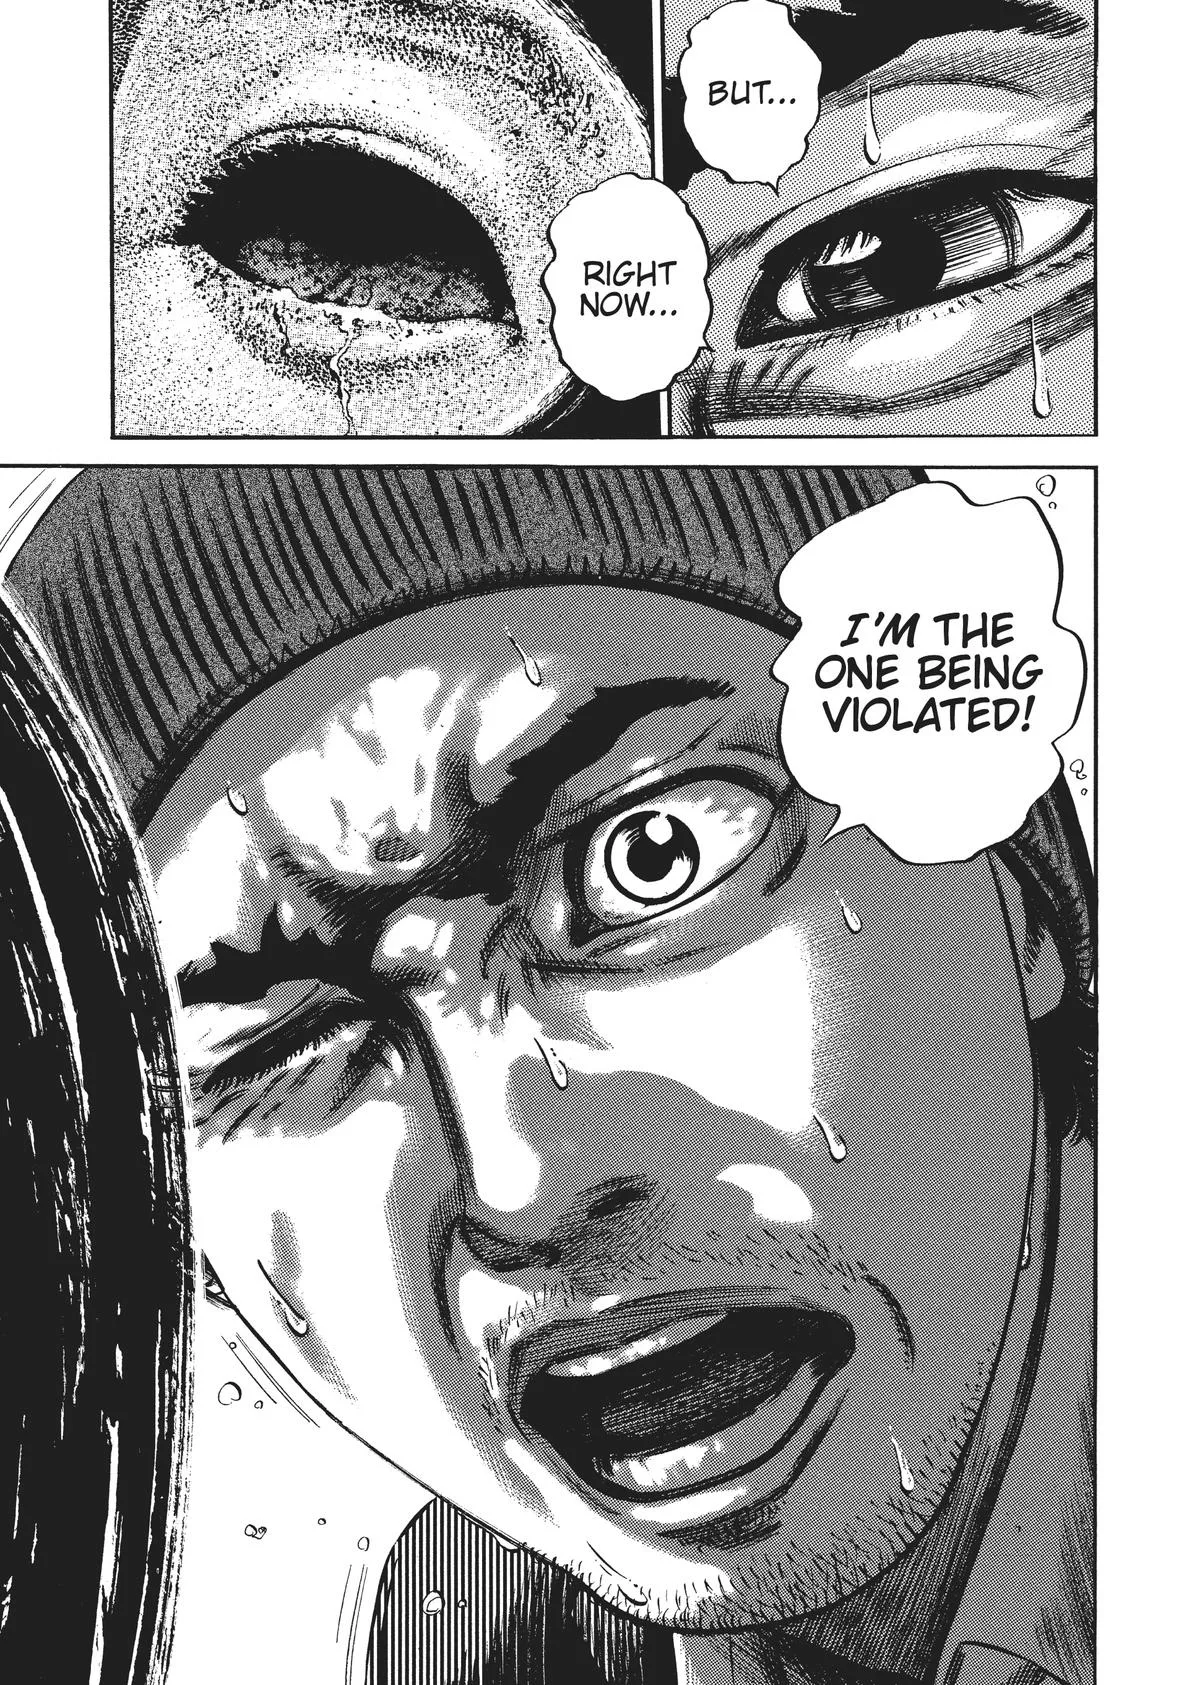 BUT...
RIGHT
NOW...
I'M THE
ONE BEING
VIOLATED!